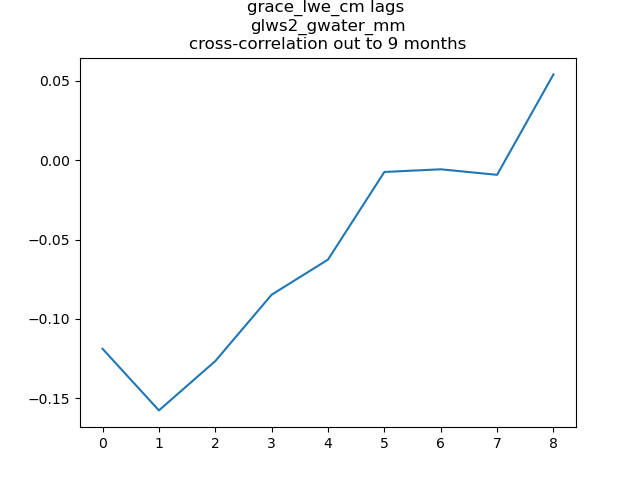 grace_lwe_cm lags
glws2_gwater_mm
cross-correlation out to 9 months
0.05
0.00
−0.05
−0.10
−0.15
0 1 2 3 4 5 6 7 8